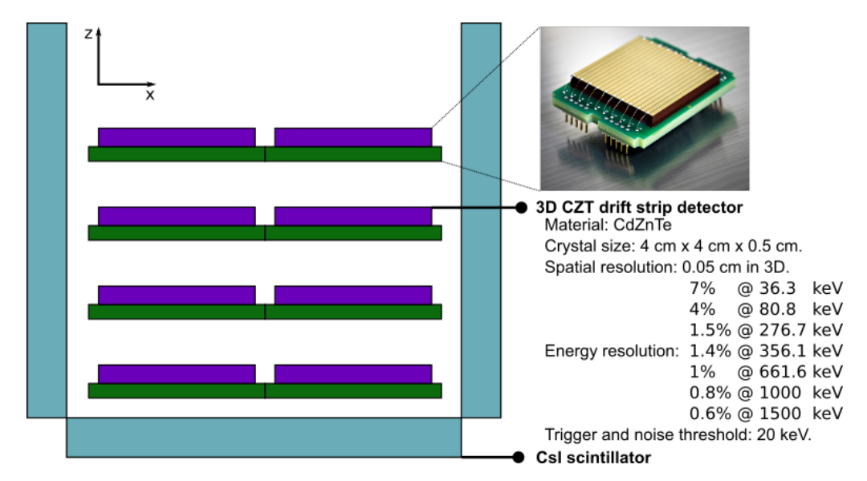 z
x
3D CZT drift strip detector
Material: CdZnTe
Crystal size: 4 cm x 4 cm x 0.5 cm.
Spatial resolution: 0.05 cm in 3D.
7% @ 36.3 keV
4% @ 80.8 keV
1.5% @ 276.7 keV
Energy resolution: 1.4% @ 356.1 keV
1% @ 661.6 keV
0.8% @ 1000 keV
0.6% @ 1500 keV
Trigger and noise threshold: 20 keV.
CsI scintillator